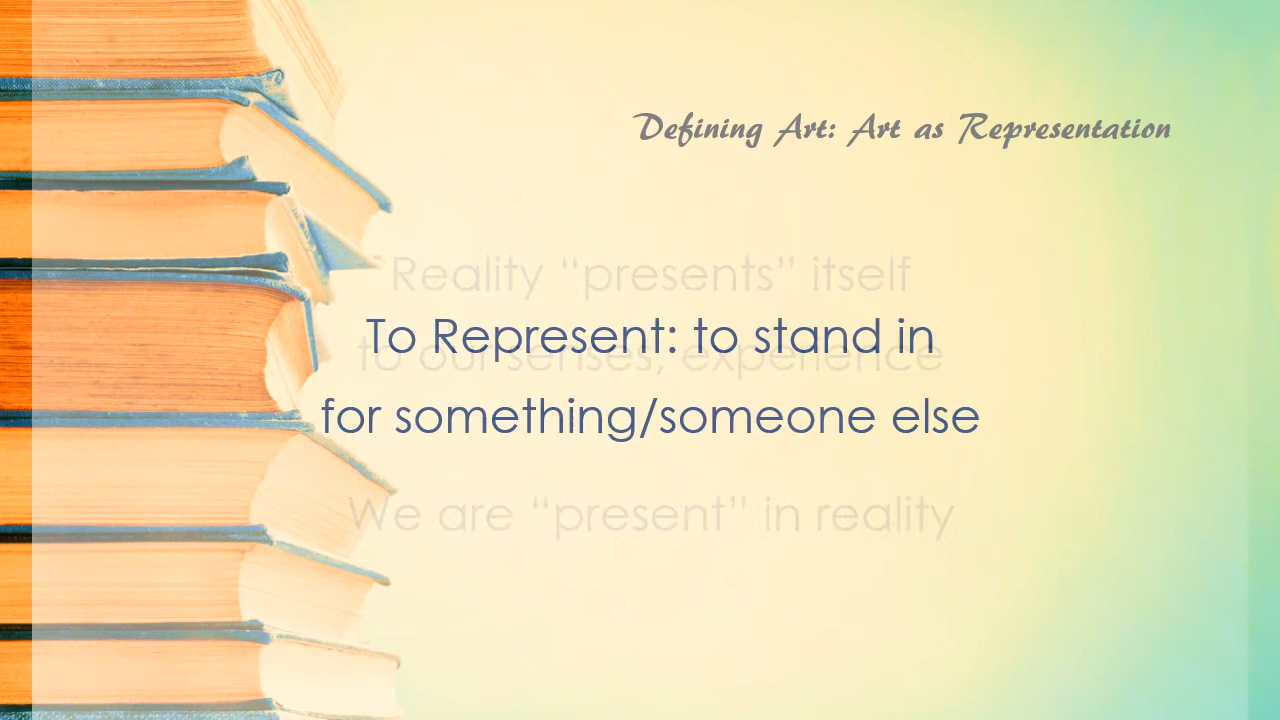 Defining Art: Art as Representation
Reality “presents” itself
To Represent: to stand in
to our senses, experience
for something/someone else
We are “present” in reality